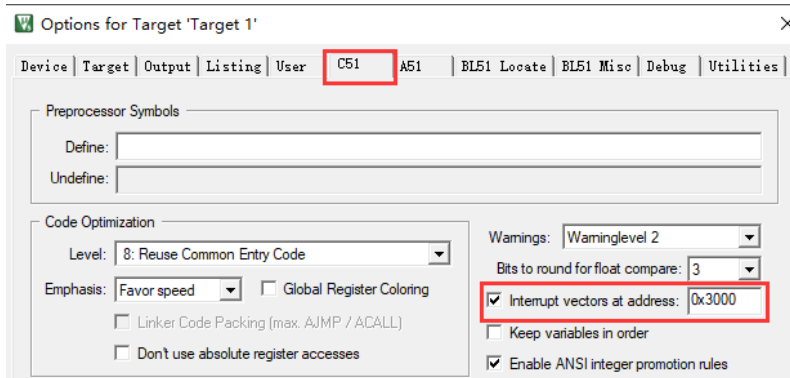 Options for Target 'Target 1'
Device Target Output Listing User C51 A51 BL51 Locate BL51 Misc Debug Utilities
Preprocessor Symbols
Define:
Undefine:
Code Optimization
Level: 8: Reuse Common Entry Code
Emphasis: Favor speed Global Register Coloring
Linker Code Packing (max. AJMP / ACALL)
Don't use absolute register accesses
Warnings: Warninglevel 2
Bits to round for float compare: 3
Interrupt vectors at address: 0x3000
Keep variables in order
Enable ANSI integer promotion rules